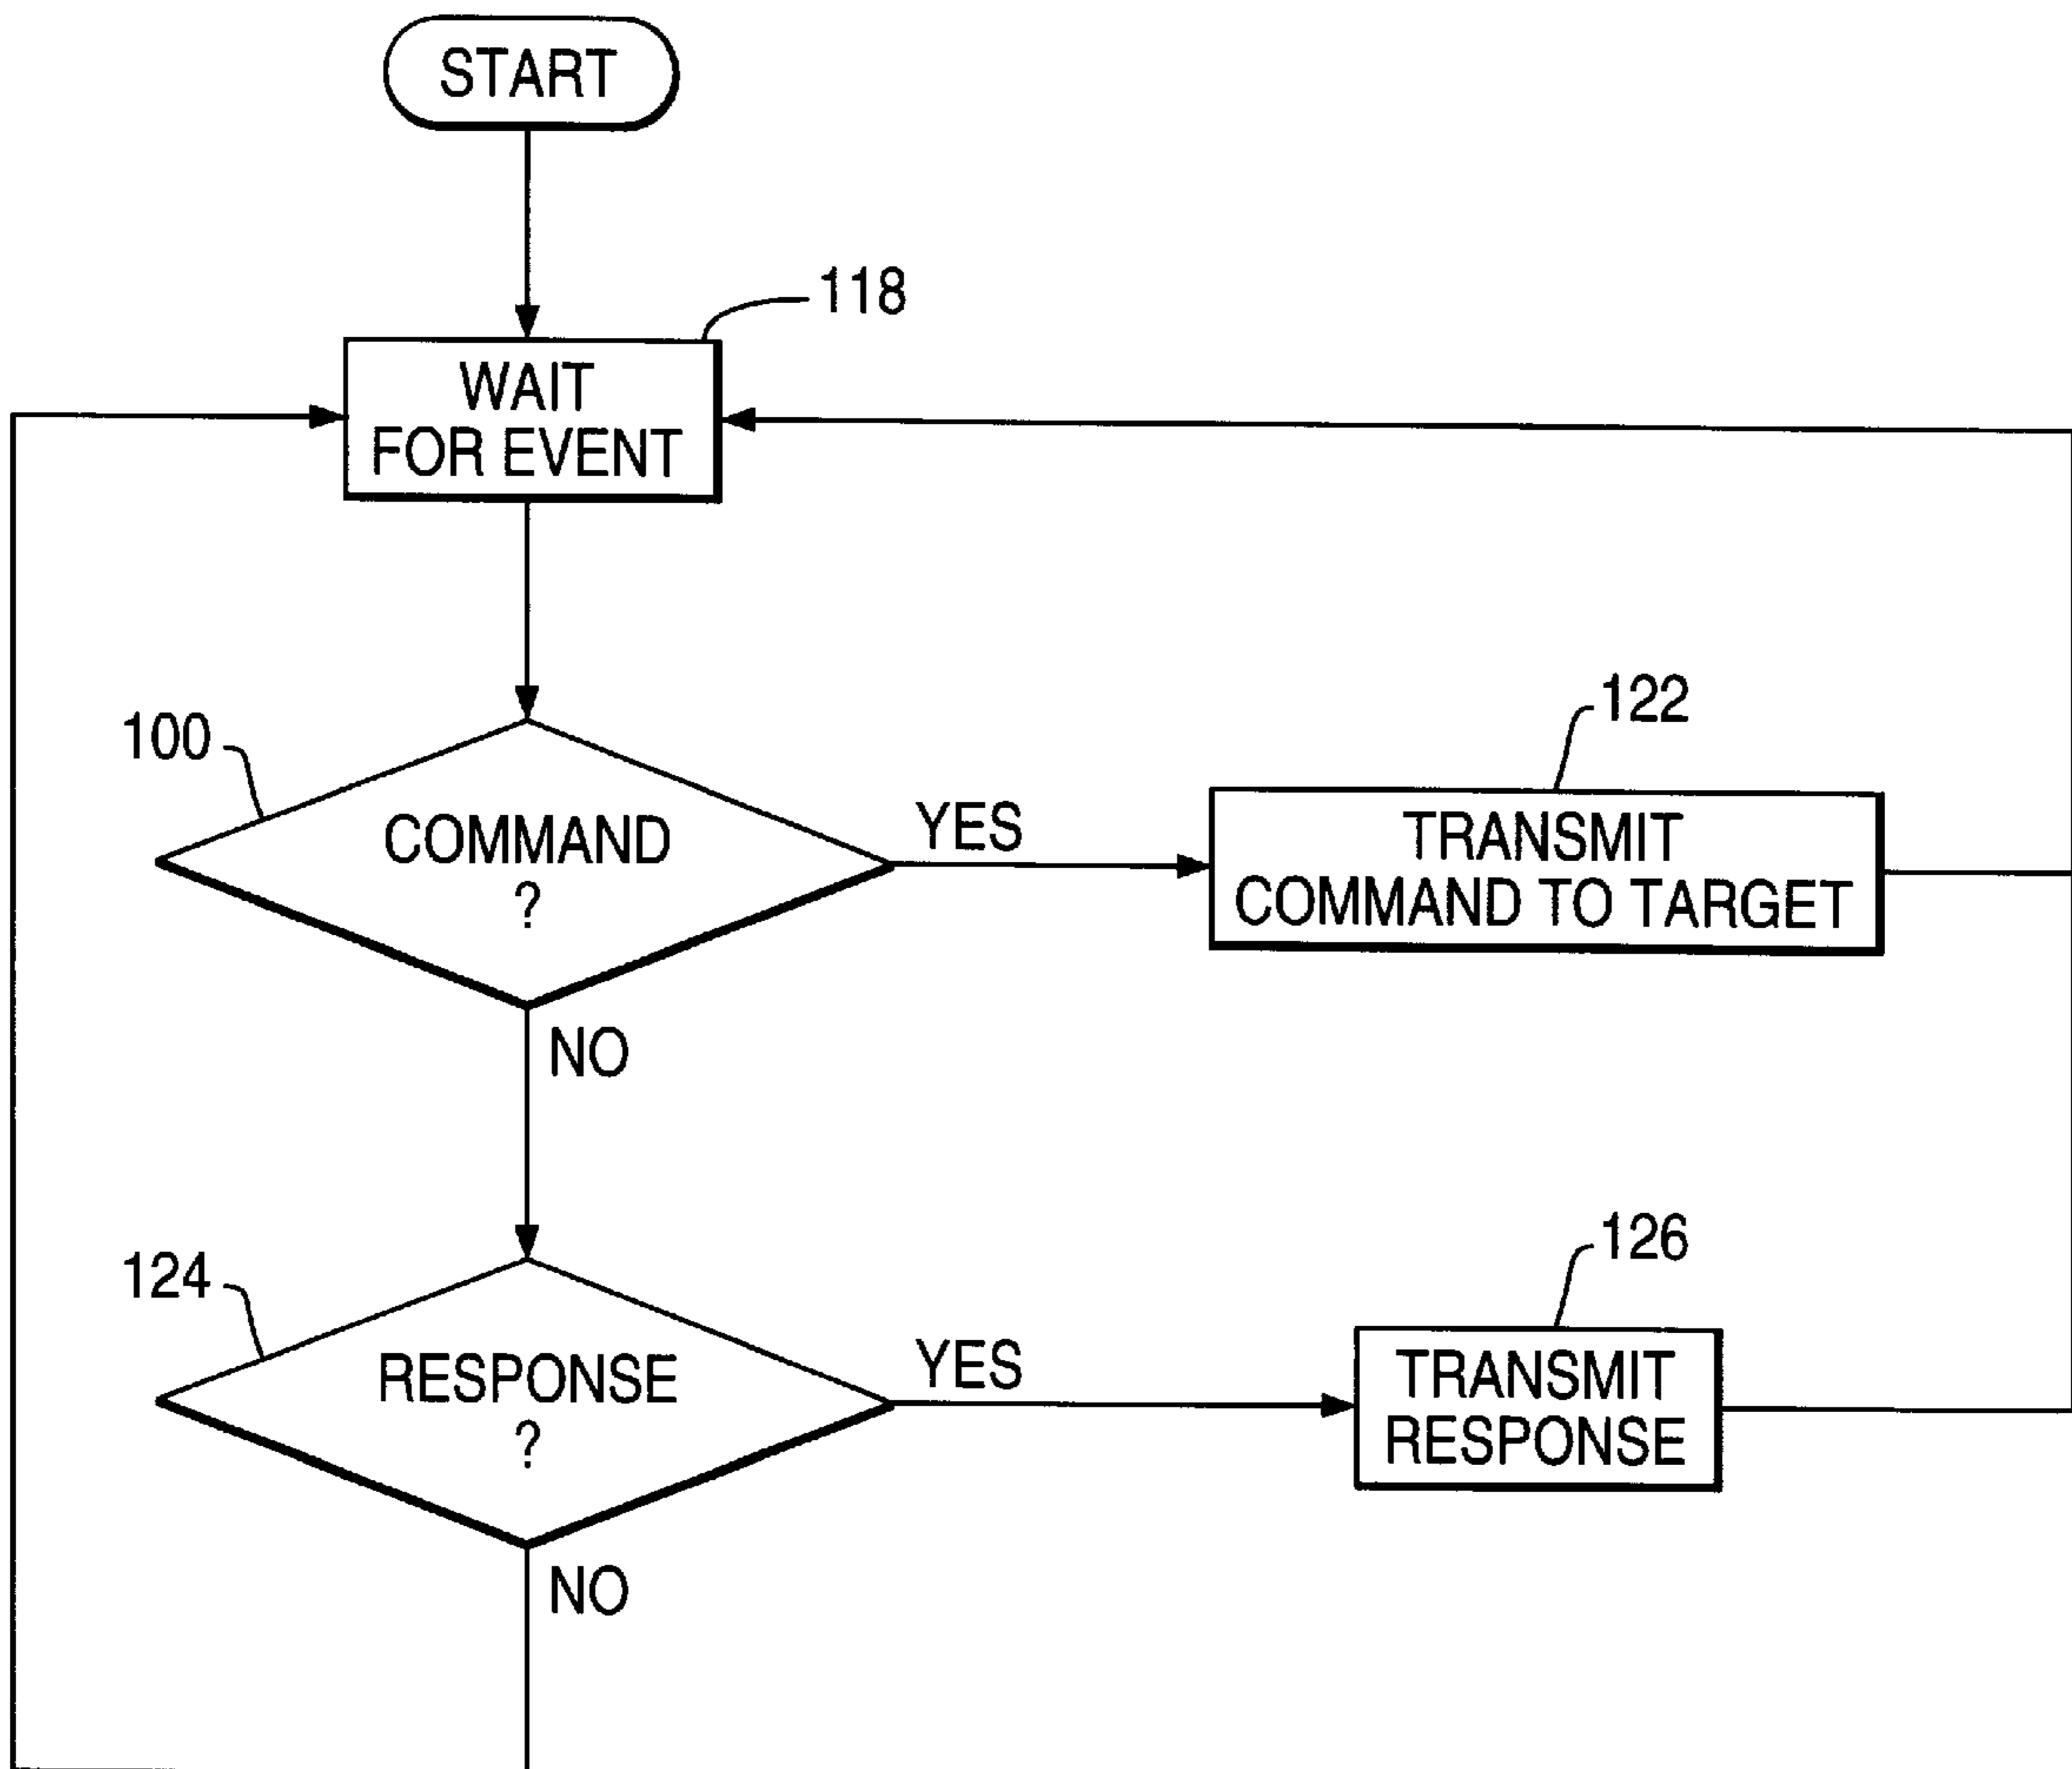 START
118
WAIT
FOR EVENT
100
COMMAND
?
YES
122
TRANSMIT
COMMAND TO TARGET
NO
124
RESPONSE
?
YES
126
TRANSMIT
RESPONSE
NO